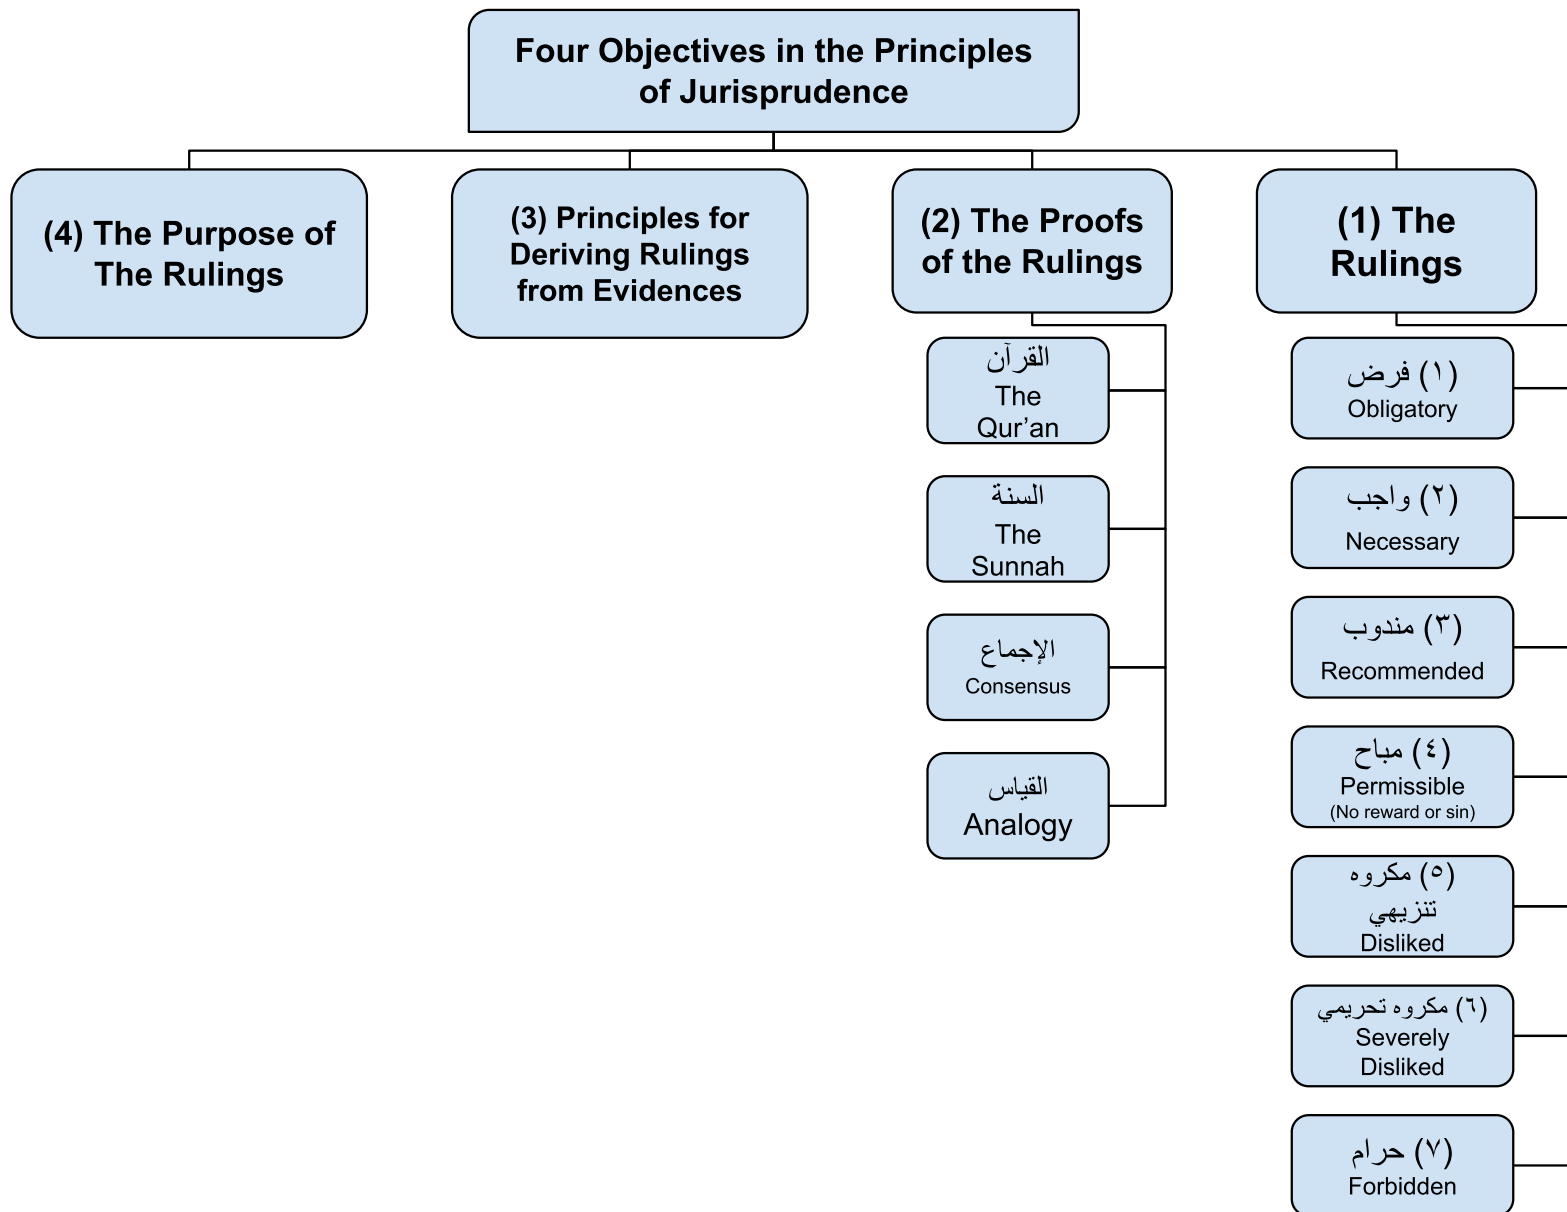 Four Objectives in the Principles
of Jurisprudence
(4) The Purpose of
The Rulings
(3) Principles for
Deriving Rulings
from Evidences
(2) The Proofs
of the Rulings
(1) The
Rulings
القرآن
The
Qur’an
السنة
The
Sunnah
الإجماع
Consensus
القياس
Analogy
(١) فرض
Obligatory
(٢) واجب
Necessary
(٣) مندوب
Recommended
(٤) مباح
Permissible
(No reward or sin)
(٥) مكروه
تنزيهي
Disliked
(٦) مكروه تحريمي
Severely
Disliked
(٧) حرام
Forbidden